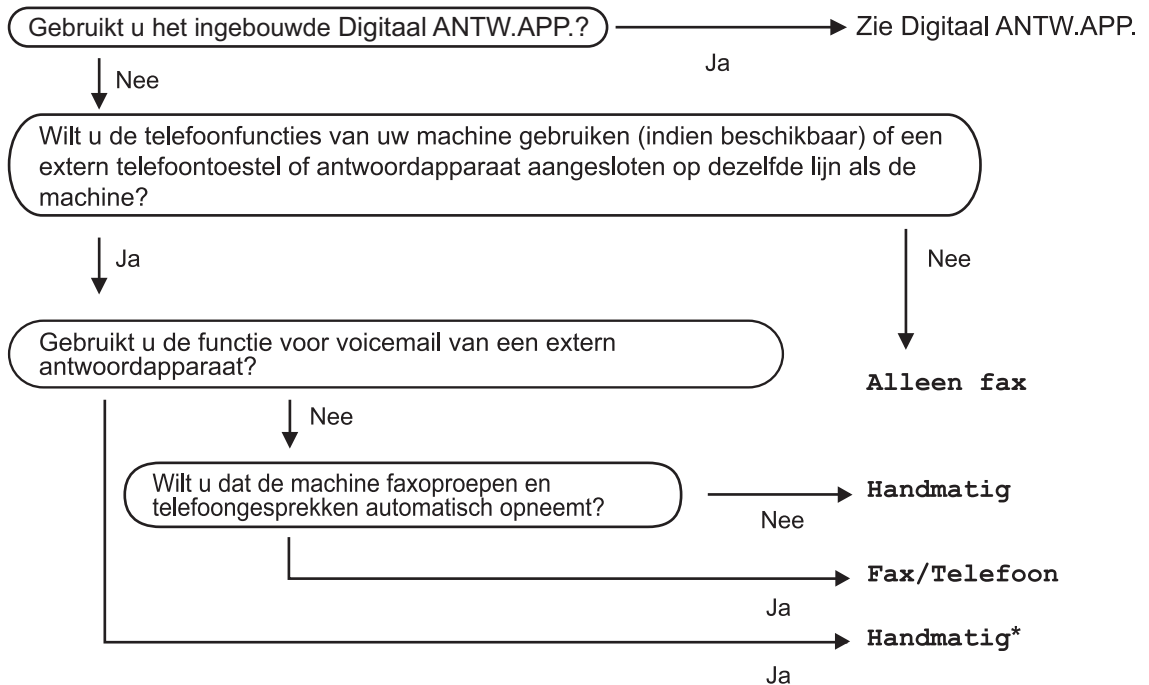 Gebruikt u het ingebouwde Digitaal ANTW.APP.?
Zie Digitaal ANTW.APP.
Ja
Nee
Wilt u de telefoonfuncties van uw machine gebruiken (indien beschikbaar) of een
extern telefoontoestel of antwoordapparaat aangesloten op dezelfde lijn als de
machine?
Ja
Nee
Gebruikt u de functie voor voicemail van een extern
antwoordapparaat?
Alleen fax
Nee
Wilt u dat de machine faxoproepen en
telefoongesprekken automatisch opneemt?
Handmatig
Nee
Fax/Telefoon
Ja
Handmatig*
Ja